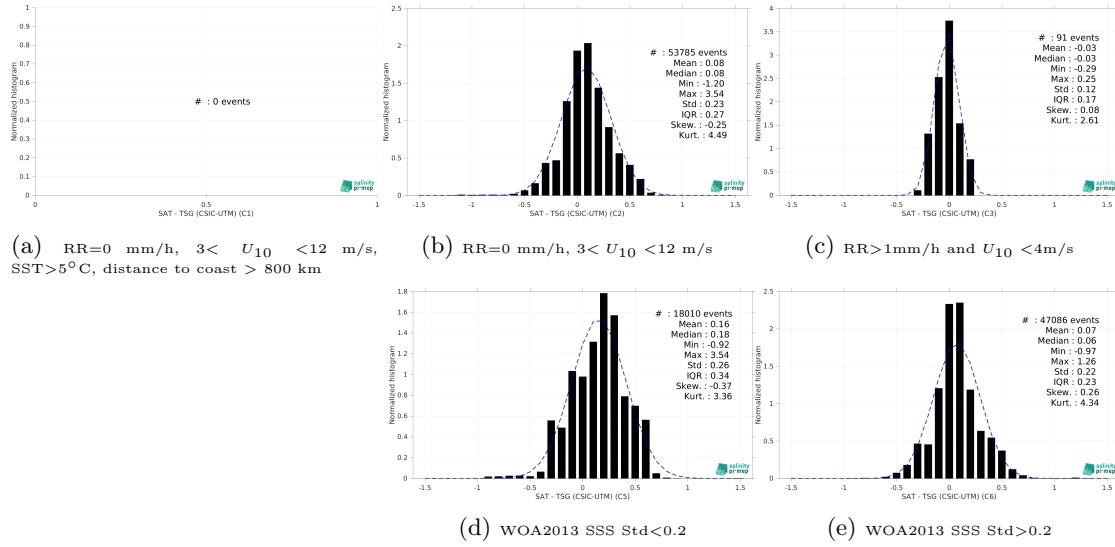 1
0.9
0.8
0.7
0.6
0.5
0.4
0.3
0.2
0.1
0
Normalized histogram
# : 0 events
0 0.5 1
SAT - TSG (CSIC-UTM) (C1)
salinity
pi-mep
(a) RR=0 mm/h, 3< U10 <12 m/s,
SST>5°C, distance to coast > 800 km
2.5
2
1.5
1
0.5
0
Normalized histogram
# : 53785 events
Mean : 0.08
Median : 0.08
Min : -1.20
Max : 3.54
Std : 0.23
IQR : 0.27
Skew. : -0.25
Kurt. : 4.49
-1.5 -1 -0.5 0 0.5 1 1.5
SAT - TSG (CSIC-UTM) (C2)
salinity
pi-mep
(b) RR=0 mm/h, 3< U10 <12 m/s
4
3.5
3
2.5
2
1.5
1
0.5
0
Normalized histogram
# : 91 events
Mean : -0.03
Median : -0.03
Min : -0.29
Max : 0.25
Std : 0.12
IQR : 0.17
Skew. : 0.08
Kurt. : 2.61
-1.5 -1 -0.5 0 0.5 1 1.5
SAT - TSG (CSIC-UTM) (C3)
salinity
pi-mep
(c) RR>1mm/h and U10 <4m/s
1.8
1.6
1.4
1.2
1
0.8
0.6
0.4
0.2
0
Normalized histogram
# : 18010 events
Mean : 0.16
Median : 0.18
Min : -0.92
Max : 3.54
Std : 0.26
IQR : 0.34
Skew. : -0.37
Kurt. : 3.36
-1.5 -1 -0.5 0 0.5 1 1.5
SAT - TSG (CSIC-UTM) (C5)
salinity
pi-mep
(d) WOA2013 SSS Std<0.2
2.5
2
1.5
1
0.5
0
Normalized histogram
# : 47086 events
Mean : 0.07
Median : 0.06
Min : -0.97
Max : 1.26
Std : 0.22
IQR : 0.23
Skew. : 0.26
Kurt. : 4.34
-1.5 -1 -0.5 0 0.5 1 1.5
SAT - TSG (CSIC-UTM) (C6)
salinity
pi-mep
(e) WOA2013 SSS Std>0.2